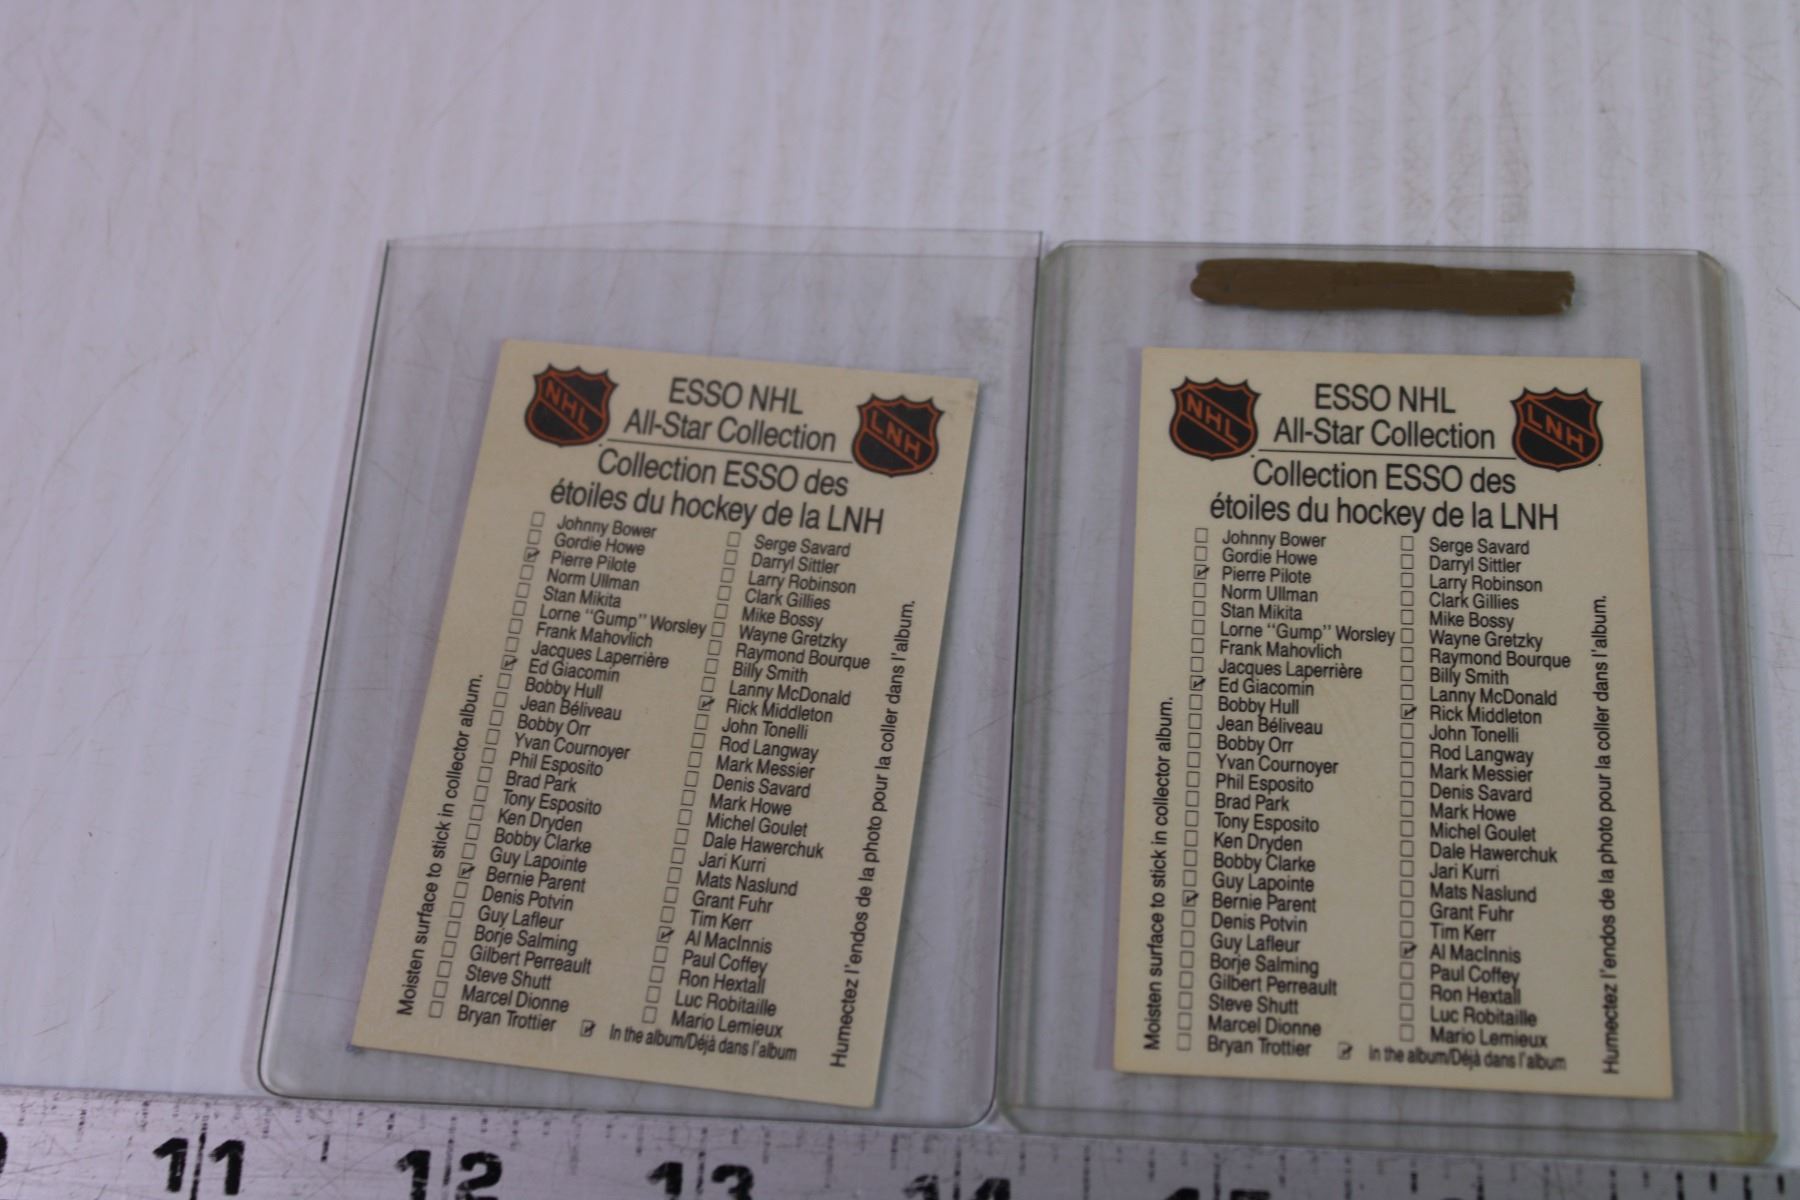 NHL
LNH
ESSO NHL
All-Star Collection
Collection ESSO des
étoiles du hockey de la LNH
Johnny Bower
Gordie Howe
Pierre Pilote
Norm Ullman
Stan Mikita
Lorne "Gump" Worsley
Frank Mahovlich
Jacques Laperrière
Ed Giacomin
Bobby Hull
Jean Béliveau
Bobby Orr
Yvan Cournoyer
Phil Esposito
Brad Park
Tony Esposito
Ken Dryden
Bobby Clarke
Guy Lapointe
Bernie Parent
Denis Potvin
Guy Lafleur
Borje Salming
Gilbert Perreault
Steve Shutt
Marcel Dionne
Bryan Trottier
Serge Savard
Darryl Sittler
Larry Robinson
Clark Gillies
Mike Bossy
Wayne Gretzky
Raymond Bourque
Billy Smith
Lanny McDonald
Rick Middleton
John Tonelli
Rod Langway
Mark Messier
Denis Savard
Mark Howe
Michel Goulet
Dale Hawerchuk
Jari Kurri
Mats Naslund
Grant Fuhr
Tim Kerr
Al MacInnis
Paul Coffey
Ron Hextall
Luc Robitaille
Mario Lemieux
In the album/Déjà dans l'album
Moisten surface to stick in collector album.
Humectez l'endos de la photo pour la coller dans l'album.
NHL
LNH
ESSO NHL
All-Star Collection
Collection ESSO des
étoiles du hockey de la LNH
Johnny Bower
Gordie Howe
Pierre Pilote
Norm Ullman
Stan Mikita
Lorne "Gump" Worsley
Frank Mahovlich
Jacques Laperrière
Ed Giacomin
Bobby Hull
Jean Béliveau
Bobby Orr
Yvan Cournoyer
Phil Esposito
Brad Park
Tony Esposito
Ken Dryden
Bobby Clarke
Guy Lapointe
Bernie Parent
Denis Potvin
Guy Lafleur
Borje Salming
Gilbert Perreault
Steve Shutt
Marcel Dionne
Bryan Trottier
Serge Savard
Darryl Sittler
Larry Robinson
Clark Gillies
Mike Bossy
Wayne Gretzky
Raymond Bourque
Billy Smith
Lanny McDonald
Rick Middleton
John Tonelli
Rod Langway
Mark Messier
Denis Savard
Mark Howe
Michel Goulet
Dale Hawerchuk
Jari Kurri
Mats Naslund
Grant Fuhr
Tim Kerr
Al MacInnis
Paul Coffey
Ron Hextall
Luc Robitaille
Mario Lemieux
In the album/Déjà dans l'album
Moisten surface to stick in collector album.
Humectez l'endos de la photo pour la coller dans l'album.
11 12 13 14 15